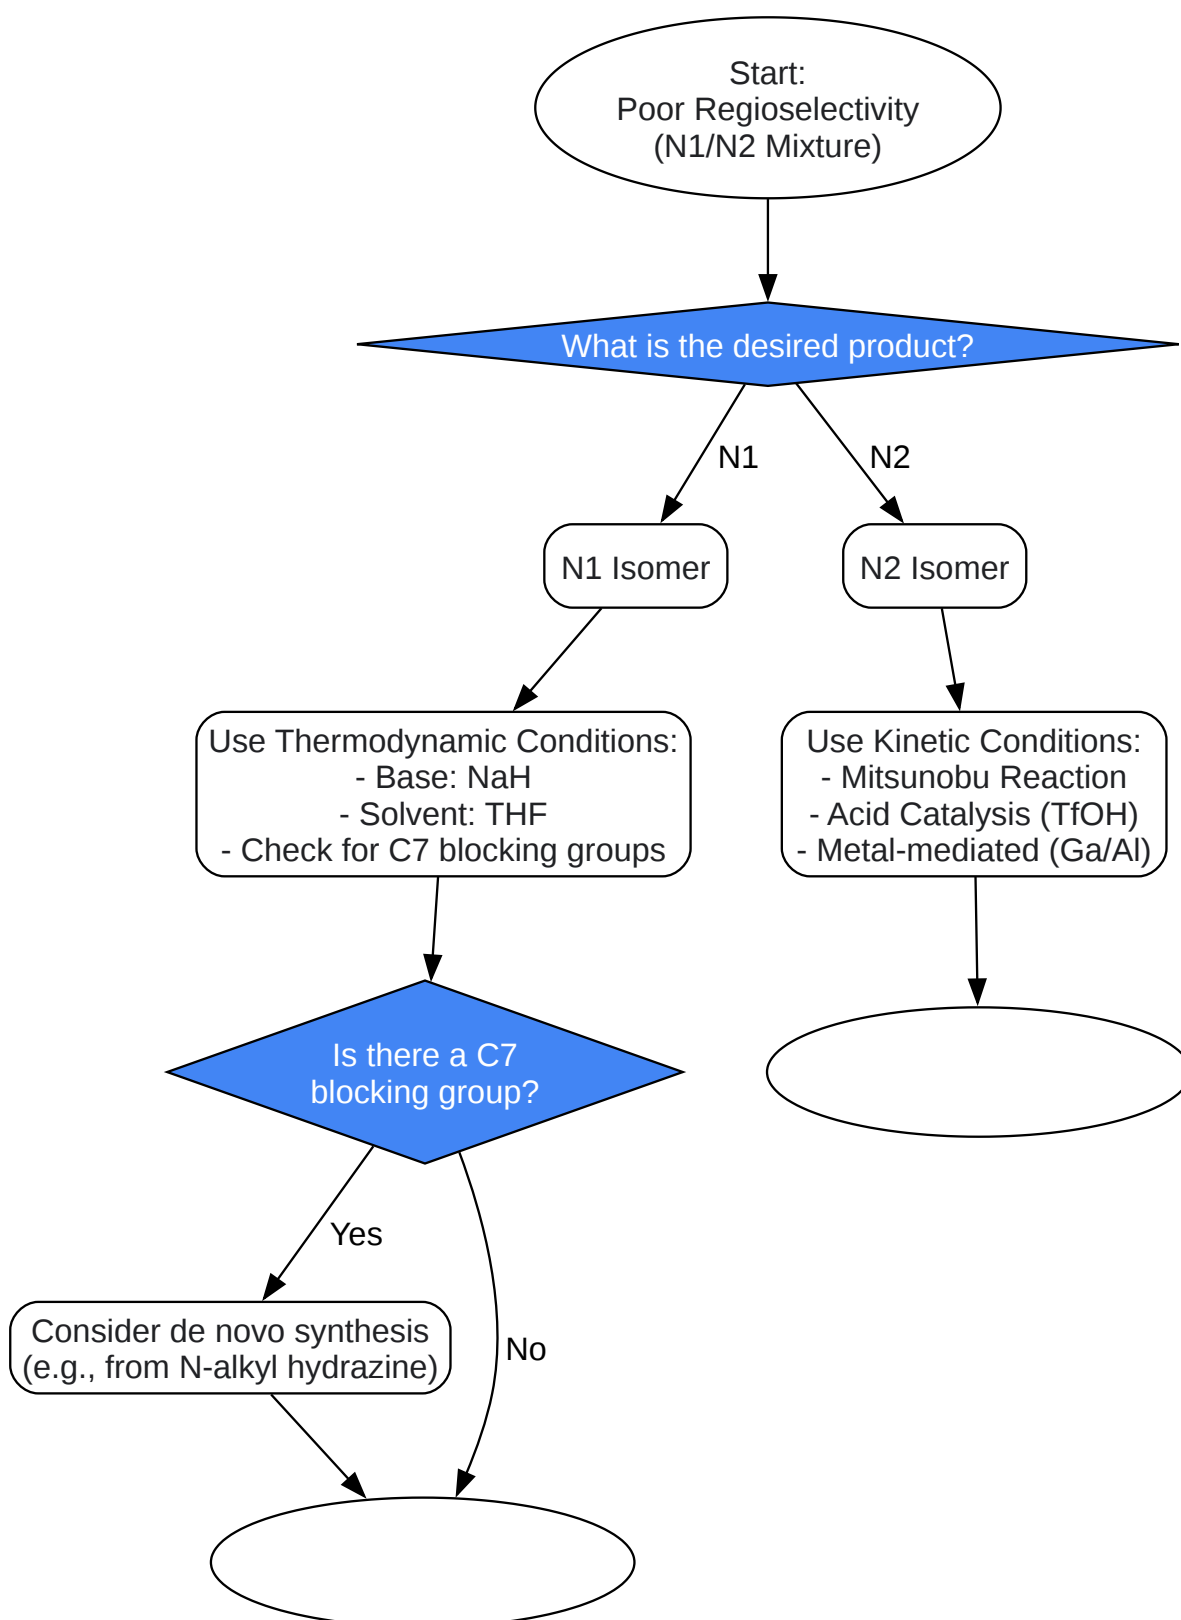 Start:
Poor Regioselectivity
(N1/N2 Mixture)
What is the desired product?
N1
N2
N1 Isomer
N2 Isomer
Use Thermodynamic Conditions:
- Base: NaH
- Solvent: THF
- Check for C7 blocking groups
Use Kinetic Conditions:
- Mitsunobu Reaction
- Acid Catalysis (TfOH)
- Metal-mediated (Ga/Al)
Is there a C7
blocking group?
Yes
No
Consider de novo synthesis
(e.g., from N-alkyl hydrazine)